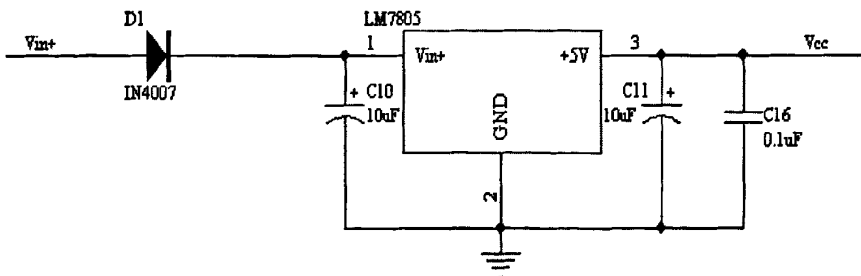 D1
LM7805
Vin+
1
Vin+
+5V
3
Vcc
IN4007
+
C10
10uF
GND
C11
+
10uF
C16
0.1uF
2